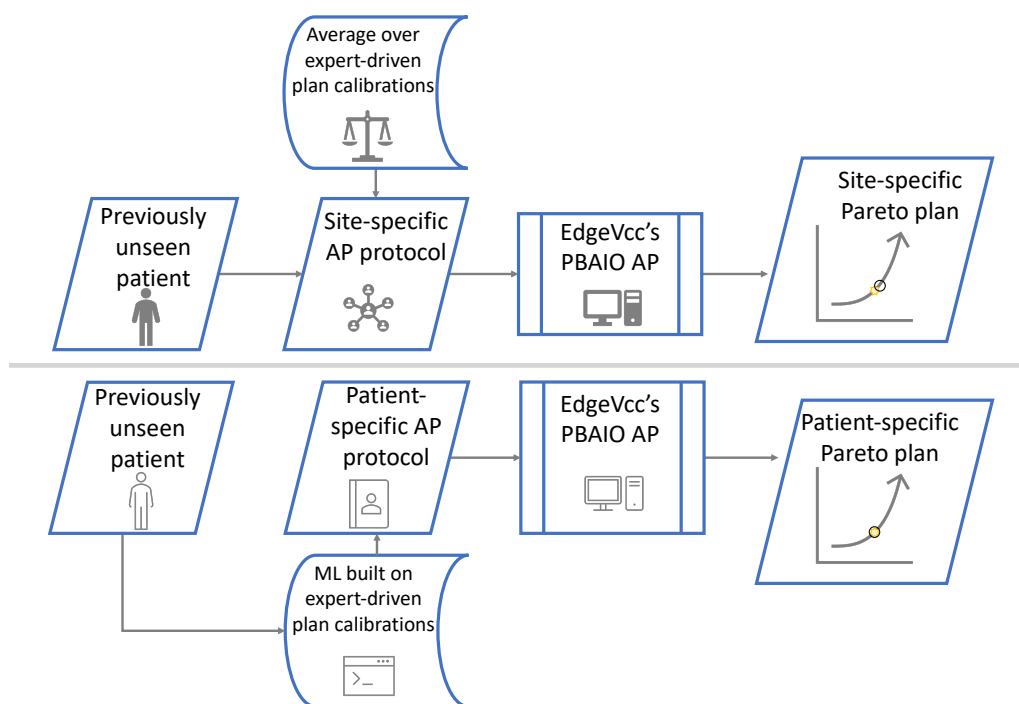 Average over
expert-driven
plan calibrations
Previously
unseen
patient
Site-specific
AP protocol
EdgeVcc's
PBAIO AP
Site-specific
Pareto plan
Previously
unseen
patient
Patient-
specific AP
protocol
EdgeVcc's
PBAIO AP
Patient-specific
Pareto plan
ML built on
expert-driven
plan calibrations